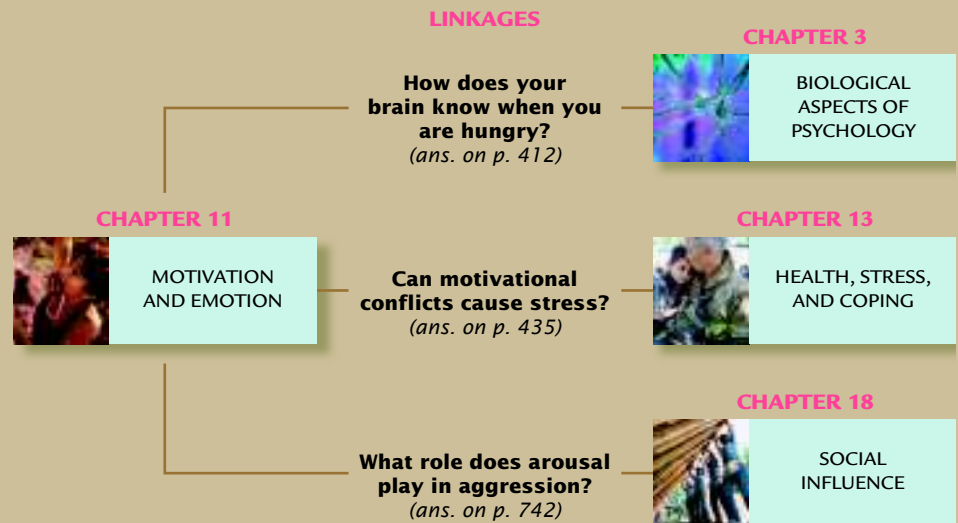 LINKAGES
CHAPTER 3
How does your
brain know when you
are hungry?
(ans. on p. 412)
BIOLOGICAL
ASPECTS OF
PSYCHOLOGY
CHAPTER 11
MOTIVATION
AND EMOTION
Can motivational
conflicts cause stress?
(ans. on p. 435)
CHAPTER 13
HEALTH, STRESS,
AND COPING
What role does arousal
play in aggression?
(ans. on p. 742)
CHAPTER 18
SOCIAL
INFLUENCE